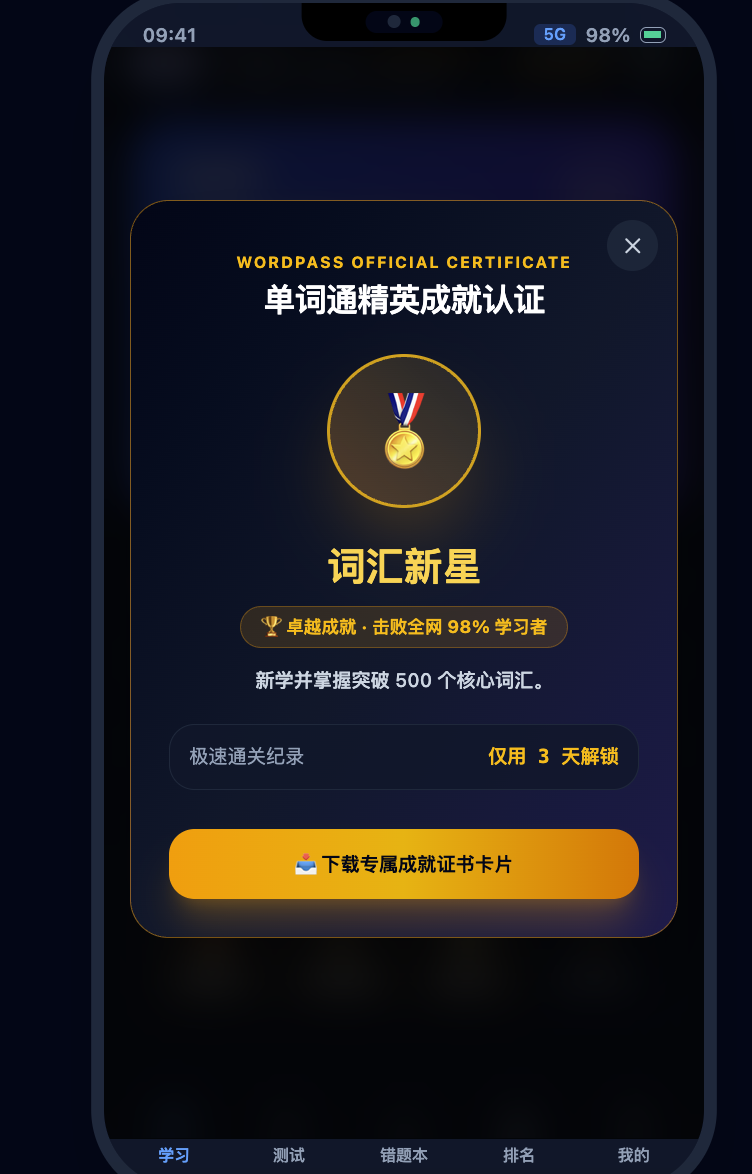 09:41
5G 98%
WORDPASS OFFICIAL CERTIFICATE
单词通精英成就认证
词汇新星
🏆 卓越成就 · 击败全网 98% 学习者
新学并掌握突破 500 个核心词汇。
极速通关纪录 仅用 3 天解锁
📥 下载专属成就证书卡片
学习 测试 错题本 排名 我的